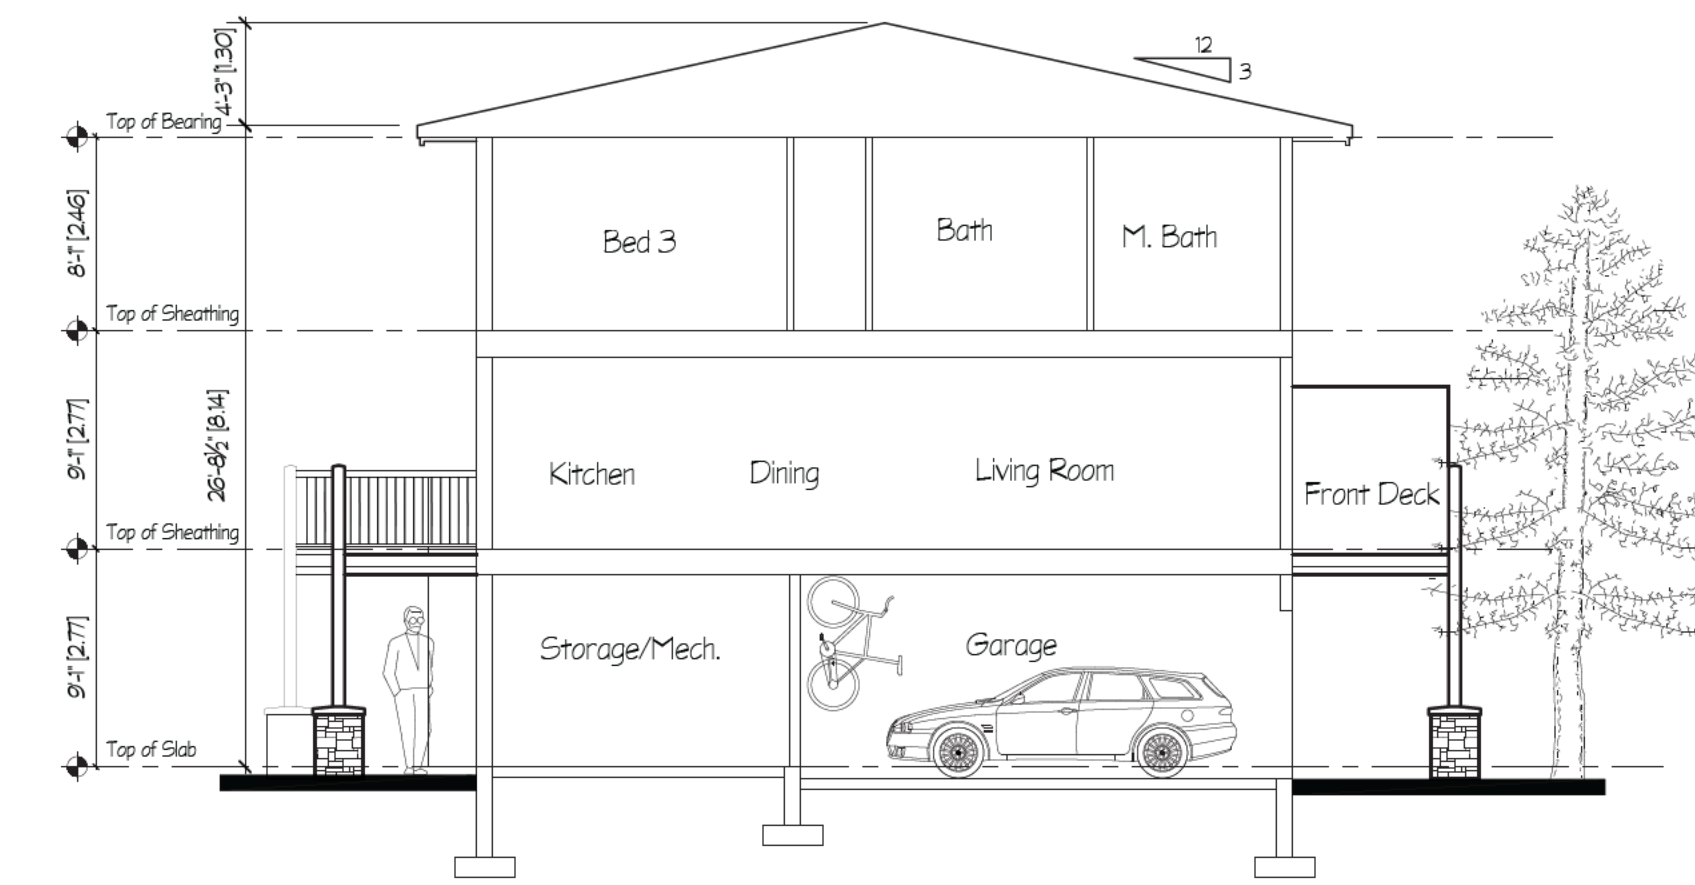 4'-3" [1.30]
12
3
Top of Bearing
8'-1" [2.46]
Bed 3
Bath
M. Bath
Top of Sheathing
9'-1" [2.77]
26'-8½" [8.14]
Kitchen
Dining
Living Room
Front Deck
Top of Sheathing
9'-1" [2.77]
Storage/Mech.
Garage
Top of Slab